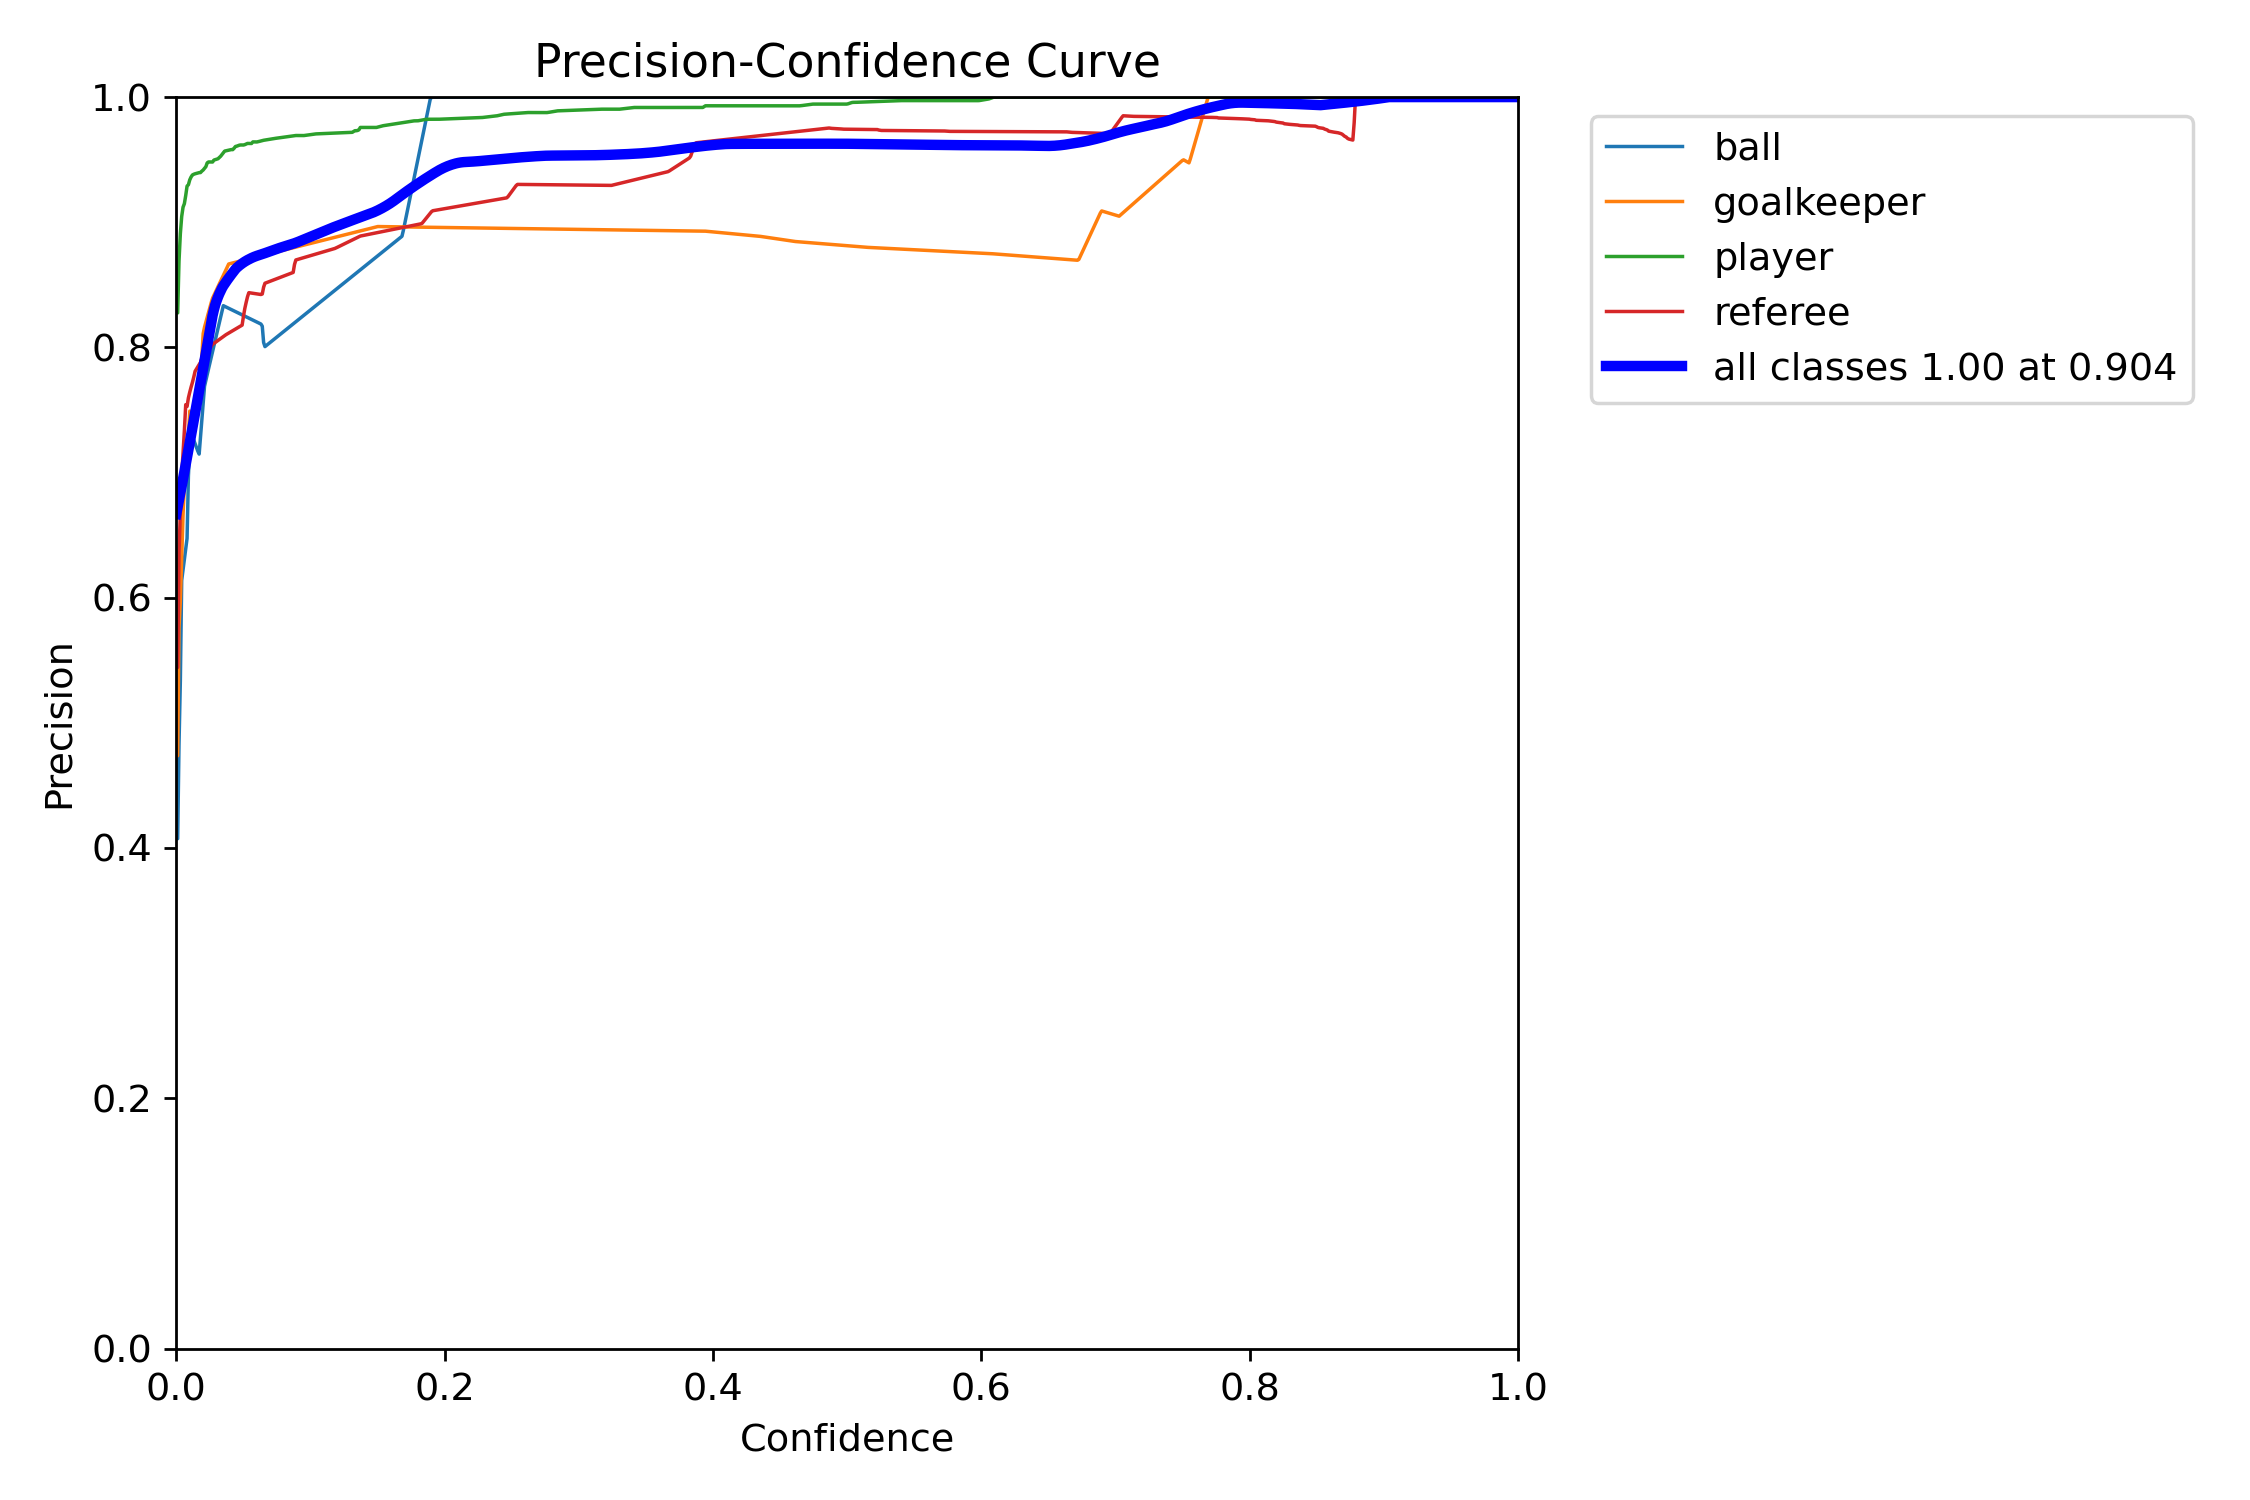 Precision-Confidence Curve
1.0
0.8
0.6
0.4
0.2
0.0
Precision
0.0 0.2 0.4 0.6 0.8 1.0
Confidence
ball
goalkeeper
player
referee
all classes 1.00 at 0.904